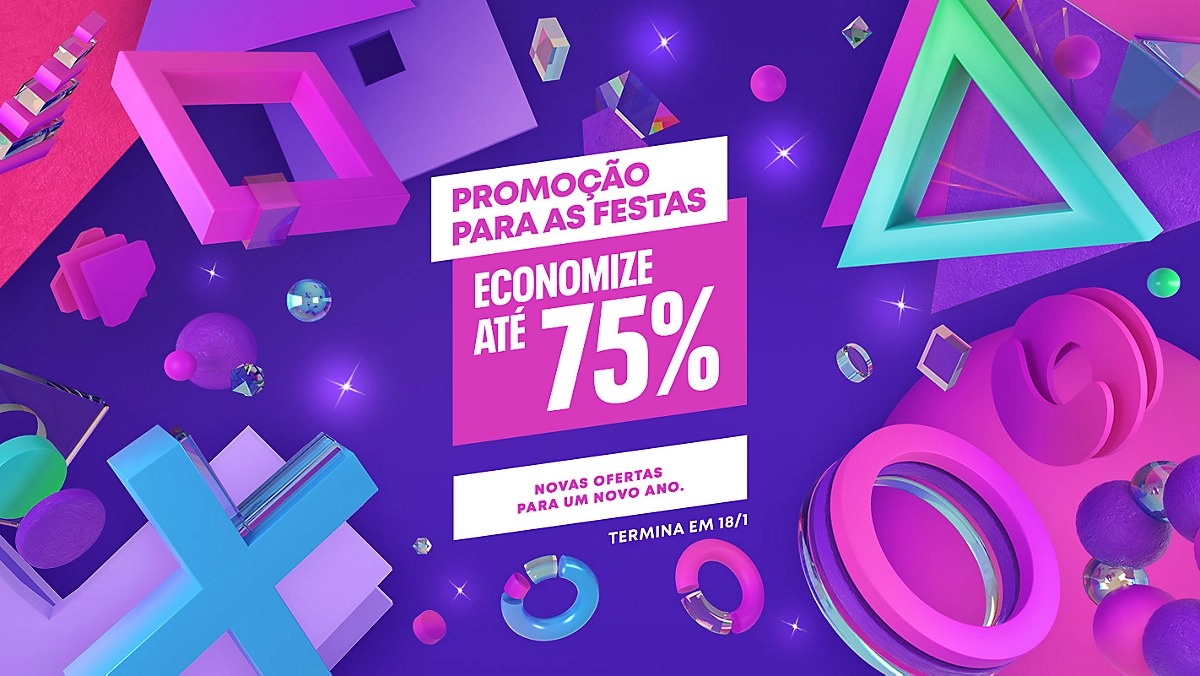 PROMOÇÃO
PARA AS FESTAS
ECONOMIZE
ATÉ 75%
NOVAS OFERTAS
PARA UM NOVO ANO.
TERMINA EM 18/1